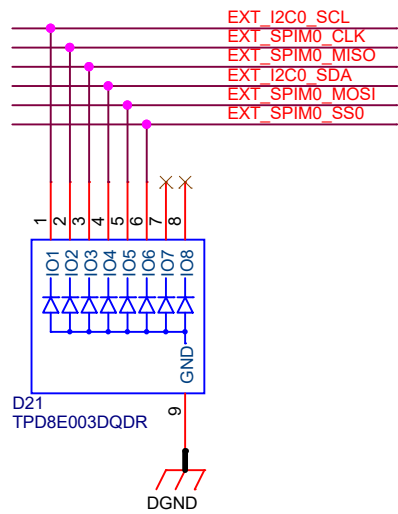 EXT_I2C0_SCL
EXT_SPIM0_CLK
EXT_SPIM0_MISO
EXT_I2C0_SDA
EXT_SPIM0_MOSI
EXT_SPIM0_SS0
1 2 3 4 5 6 7 8
IO1 IO2 IO3 IO4 IO5 IO6 IO7 IO8
GND
D21
TPD8E003DQDR
9
DGND